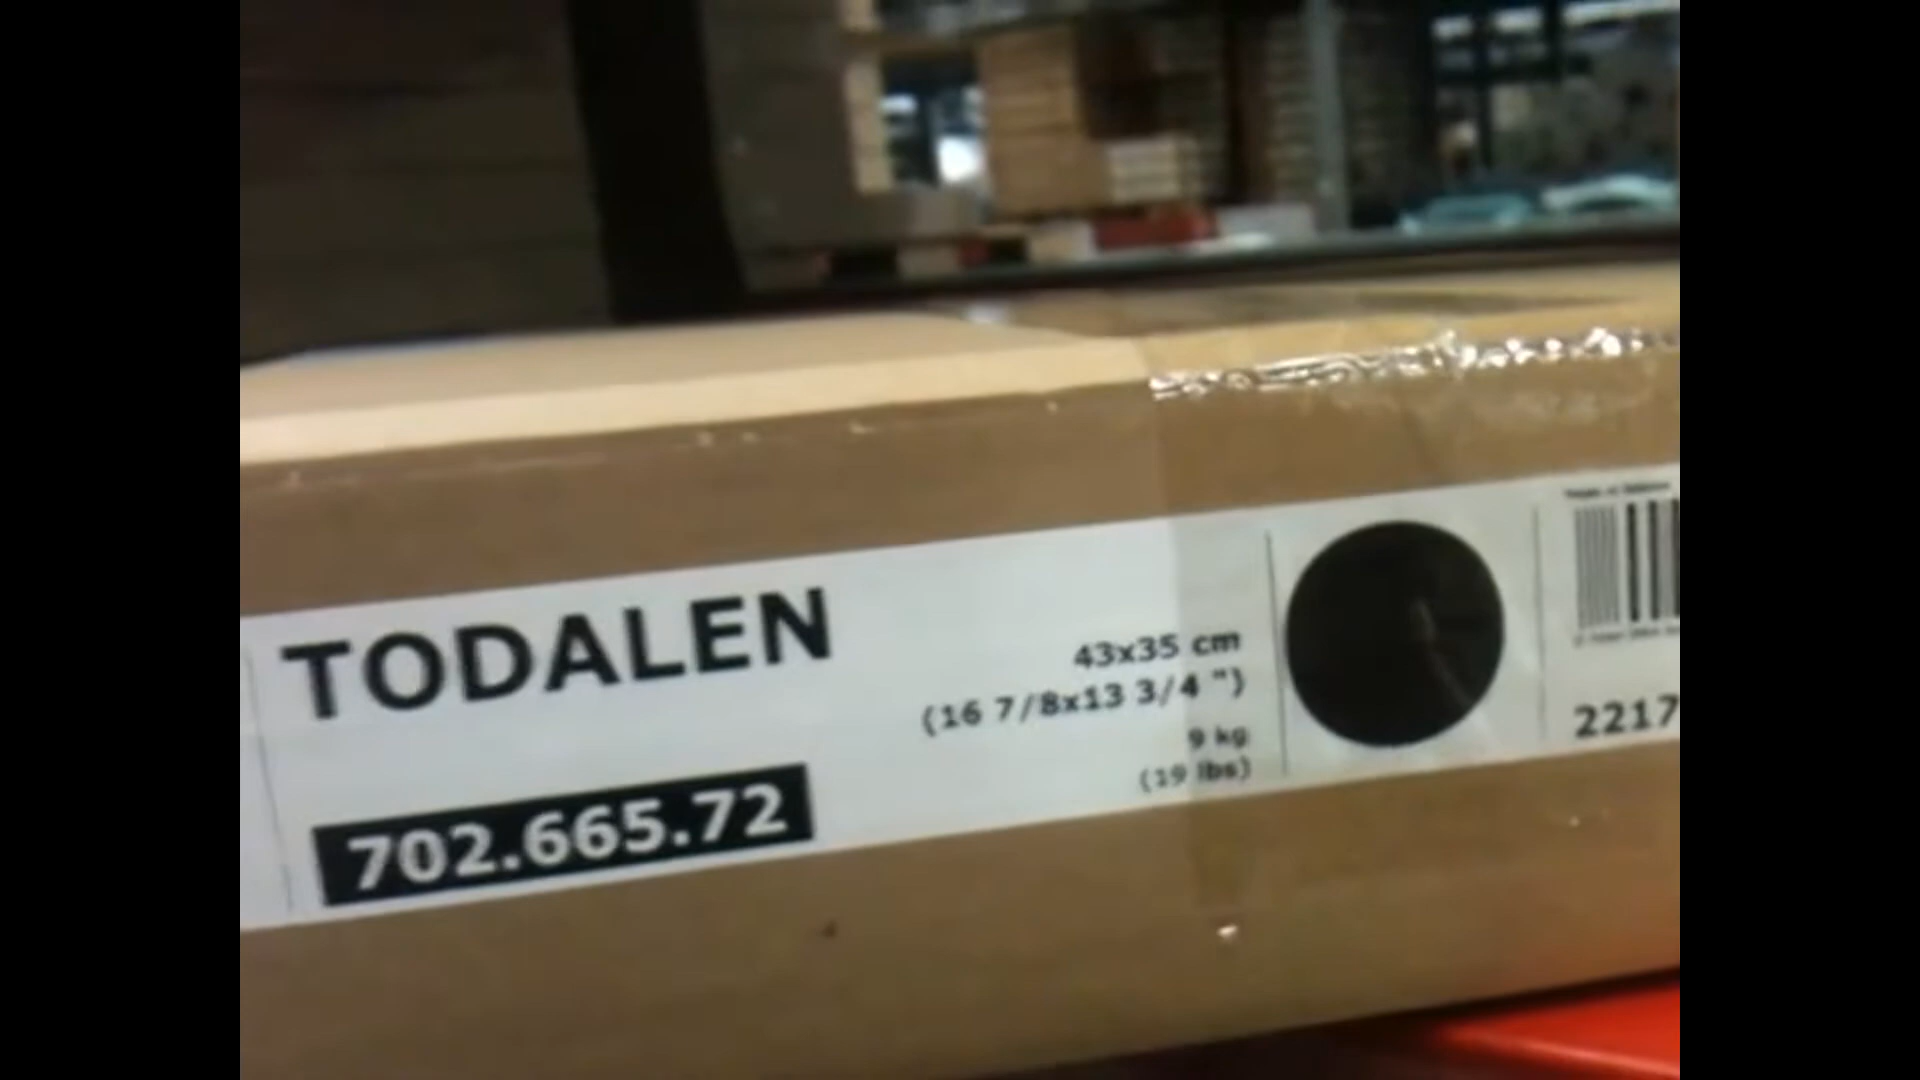 TODALEN
43x35 cm
(16 7/8x13 3/4 ")
9 kg
(19 lbs)
702.665.72
2217